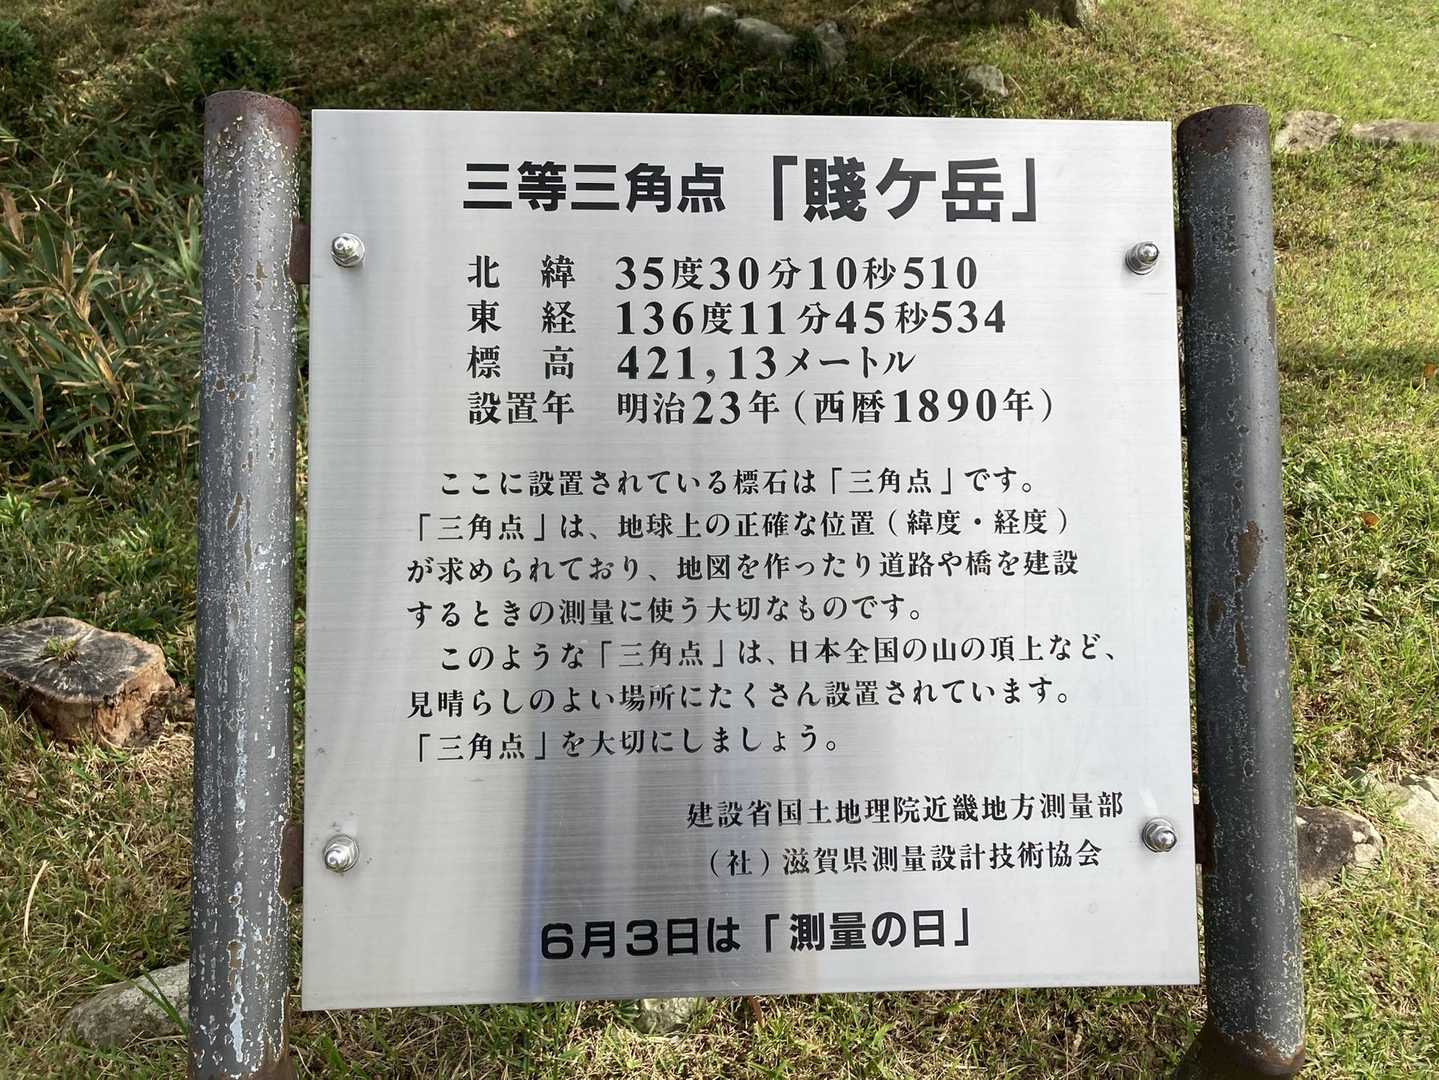 三等三角点「賤ケ岳」
北　緯　35度30分10秒510
東　経　136度11分45秒534
標　高　421,13メートル
設置年　明治23年(西暦1890年)
ここに設置されている標石は「三角点」です。
「三角点」は、地球上の正確な位置(緯度・経度)
が求められており、地図を作ったり道路や橋を建設
するときの測量に使う大切なものです。
このような「三角点」は、日本全国の山の頂上など、
見晴らしのよい場所にたくさん設置されています。
「三角点」を大切にしましょう。
建設省国土地理院近畿地方測量部
(社)滋賀県測量設計技術協会
6月3日は「測量の日」